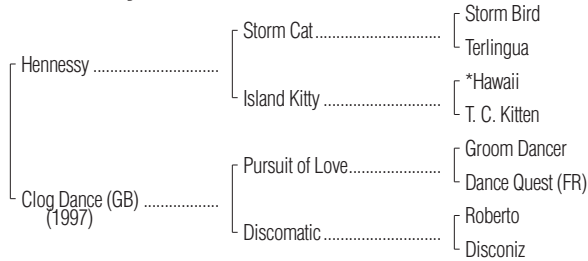 Storm Bird
Storm Cat
Terlingua
Hennessy
*Hawaii
Island Kitty
T. C. Kitten
Groom Dancer
Pursuit of Love
Dance Quest (FR)
Clog Dance (GB)
(1997)
Roberto
Discomatic
Disconiz